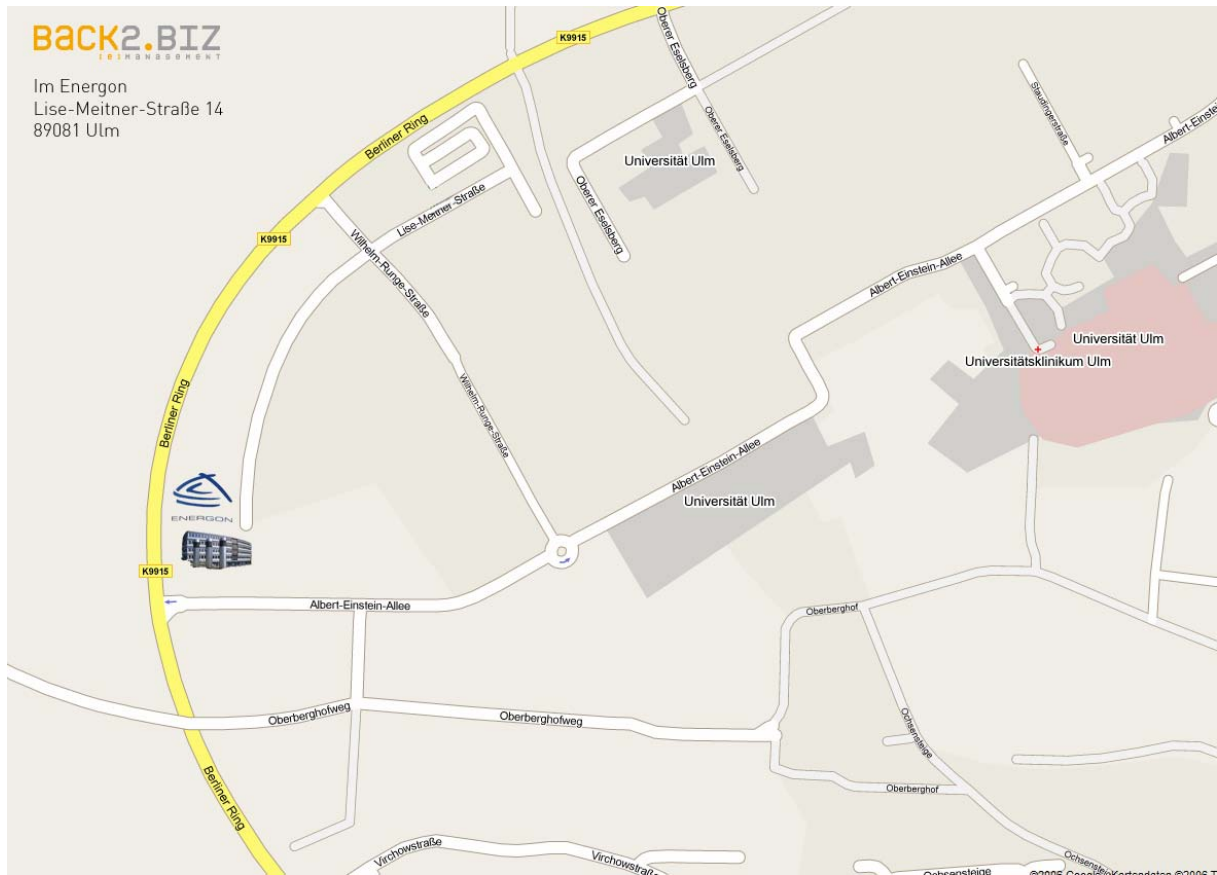 BACK2.BIZ
[E]MANAGEMENT
Im Energon
Lise-Meitner-Straße 14
89081 Ulm
K9915
Oberer Eselsberg
Oberer Eselsberg
Staudingerstraße
Albert-Einstein-Allee
Berliner Ring
Universität Ulm
Oberer Eselsberg
Lise-Meitner-Straße
K9915
Wilhelm-Runge-Straße
Albert-Einstein-Allee
Universität Ulm
Universitätsklinikum Ulm
Berliner Ring
Wilhelm-Runge-Straße
Albert-Einstein-Allee
Universität Ulm
ENERGON
K9915
Albert-Einstein-Allee
Oberberghof
Oberberghofweg
Oberberghofweg
Ochsensteige
Berliner Ring
Oberberghof
Virchowstraße
Virchowstraße
Ochsensteige
Ochsensteige